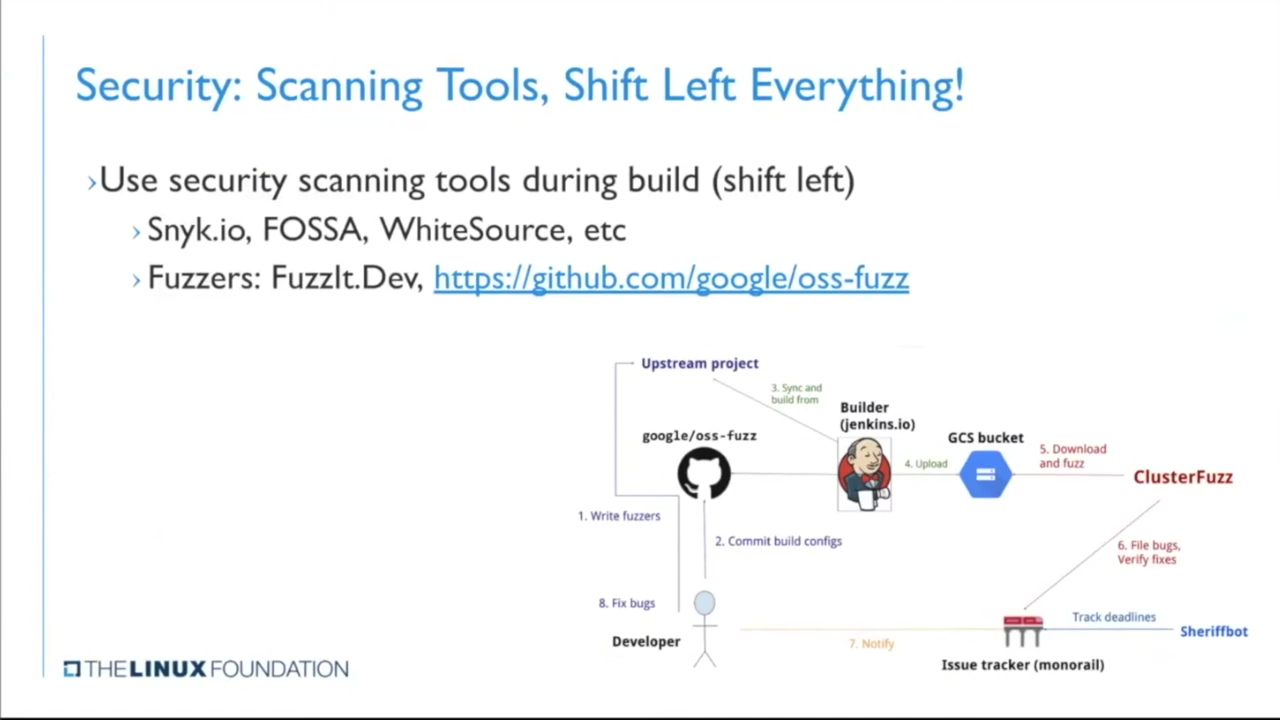 Security: Scanning Tools, Shift Left Everything!
›Use security scanning tools during build (shift left)
› Snyk.io, FOSSA, WhiteSource, etc
› Fuzzers: FuzzIt.Dev, https://github.com/google/oss-fuzz
Upstream project
3. Sync and
build from
Builder
(jenkins.io)
google/oss-fuzz
GCS bucket
4. Upload
5. Download
and fuzz
ClusterFuzz
1. Write fuzzers
2. Commit build configs
6. File bugs,
Verify fixes
8. Fix bugs
Developer
7. Notify
Track deadlines
Sheriffbot
Issue tracker (monorail)
THE LINUX FOUNDATION